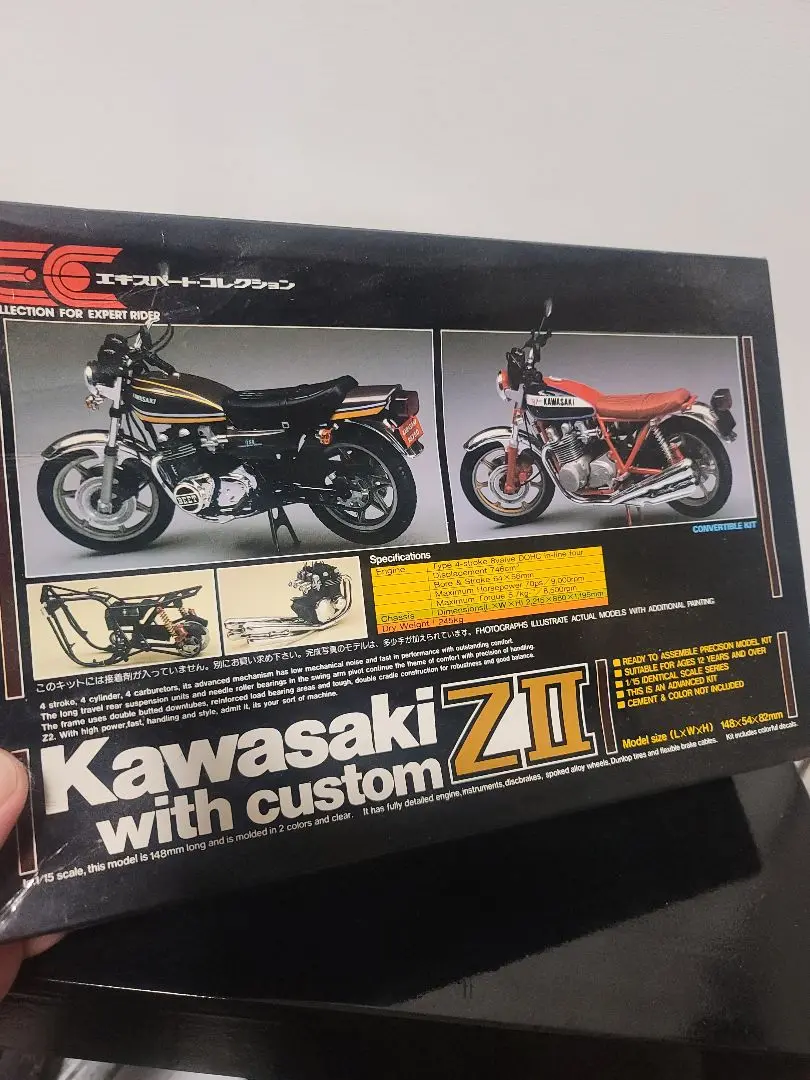 EC エキスパート・コレクション
LLECTION FOR EXPERT RIDER
KAWASAKI
KAWASAKI
CONVERTIBLE KIT
Specifications
Engine Type 4-stroke 8valve DOHC in-line four
Displacement 746cm³
Bore & Stroke 64×58mm
Maximum Horsepower 70ps/9,000rpm
Maximum Torque 5.7kg-/8,500rpm
Chassis Dimensions(L×W×H) 2,215×860×1,195mm
Dry Weight 245kg
このキットには接着剤が入っていません。別にお買い求め下さい。完成写真のモデルは、多少手が加えられています。PHOTOGRAPHS ILLUSTRATE ACTUAL MODELS WITH ADDITIONAL PAINTING
4 stroke, 4 cylinder, 4 carburetors, its advanced mechanism has low mechanical noise and fast in performance with outstanding comfort.
The long travel rear suspension units and needle roller bearings in the swing arm pivot continue the theme of comfort with precision of handling.
The frame uses double butted downtubes, reinforced load bearing areas and tough, double cradle construction for robustness and good balance.
Z2. With high power,fast, handling and style, admit it, its your sort of machine.
■ READY TO ASSEMBLE PRECISON MODEL KIT
■ SUITABLE FOR AGES 12 YEARS AND OVER
■ 1/15 IDENTICAL SCALE SERIES
■ THIS IS AN ADVANCED KIT
■ CEMENT & COLOR NOT INCLUDED
Kawasaki ZII
with custom
Model size (L×W×H) 148×54×82mm
1/15 scale, this model is 148mm long and is molded in 2 colors and clear. It has fully detailed engine,instruments,discbrakes, spoked alloy wheels,Dunlop tires and flexible brake cables. Kit includes colorful decals.